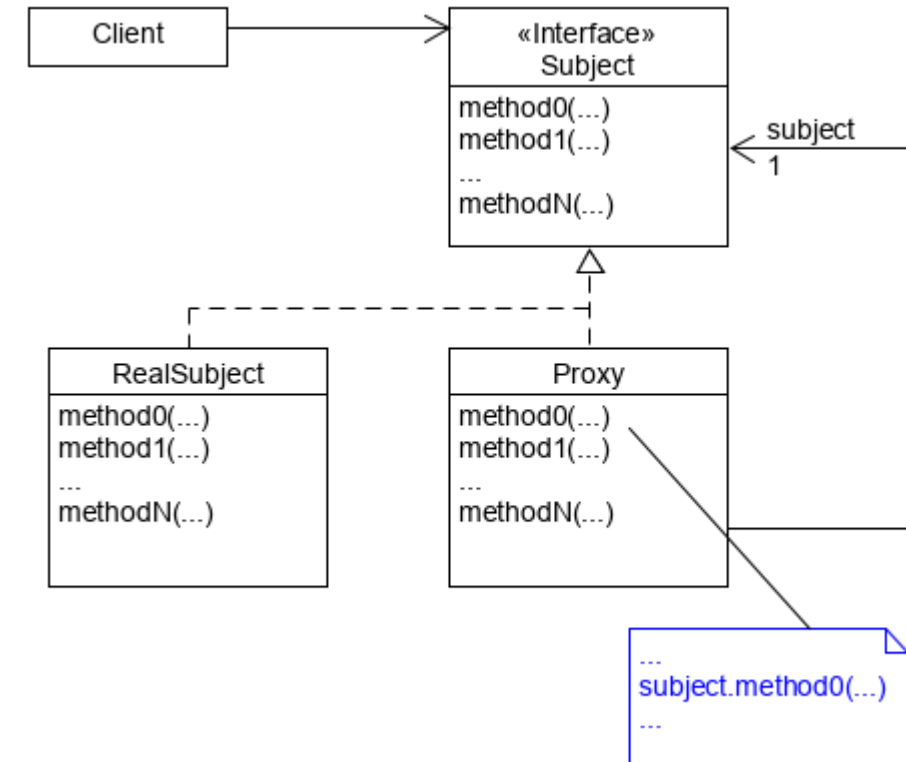 Client
«Interface»
Subject
method0(...)
method1(...)
...
methodN(...)
subject
1
RealSubject
method0(...)
method1(...)
...
methodN(...)
Proxy
method0(...)
method1(...)
...
methodN(...)
...
subject.method0(...)
...